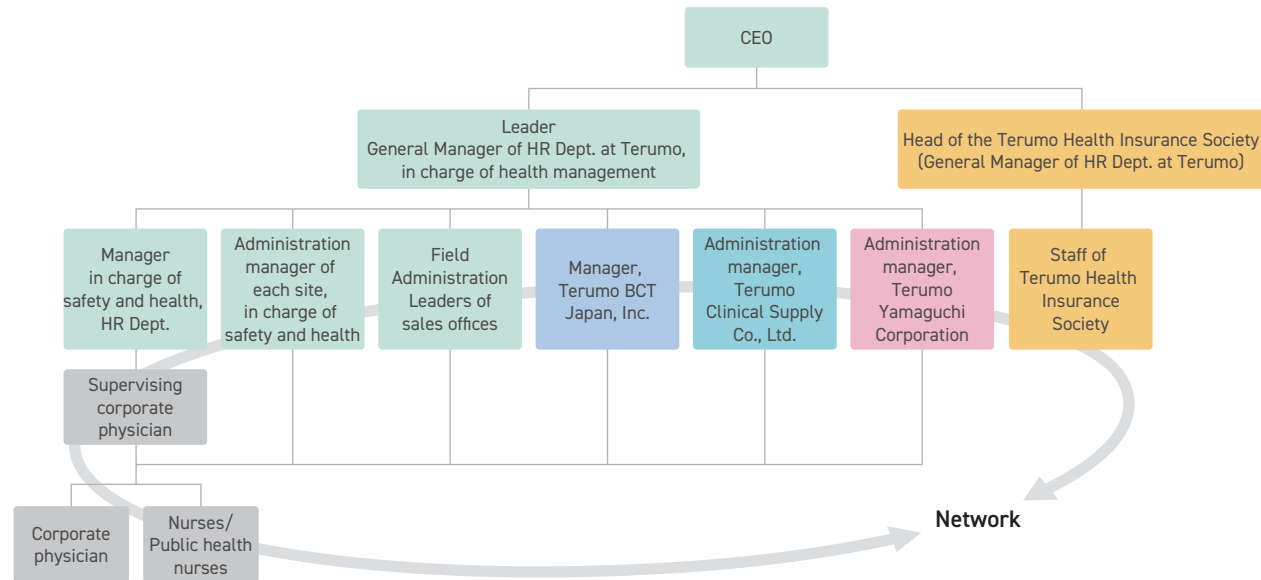 CEO
Leader
General Manager of HR Dept. at Terumo,
in charge of health management
Head of the Terumo Health Insurance Society
(General Manager of HR Dept. at Terumo)
Manager
in charge of
safety and health,
HR Dept.
Administration
manager of
each site,
in charge of
safety and health
Field
Administration
Leaders of
sales offices
Manager,
Terumo BCT
Japan, Inc.
Administration
manager,
Terumo
Clinical Supply
Co., Ltd.
Administration
manager,
Terumo
Yamaguchi
Corporation
Staff of
Terumo Health
Insurance
Society
Supervising
corporate
physician
Corporate
physician
Nurses/
Public health
nurses
Network